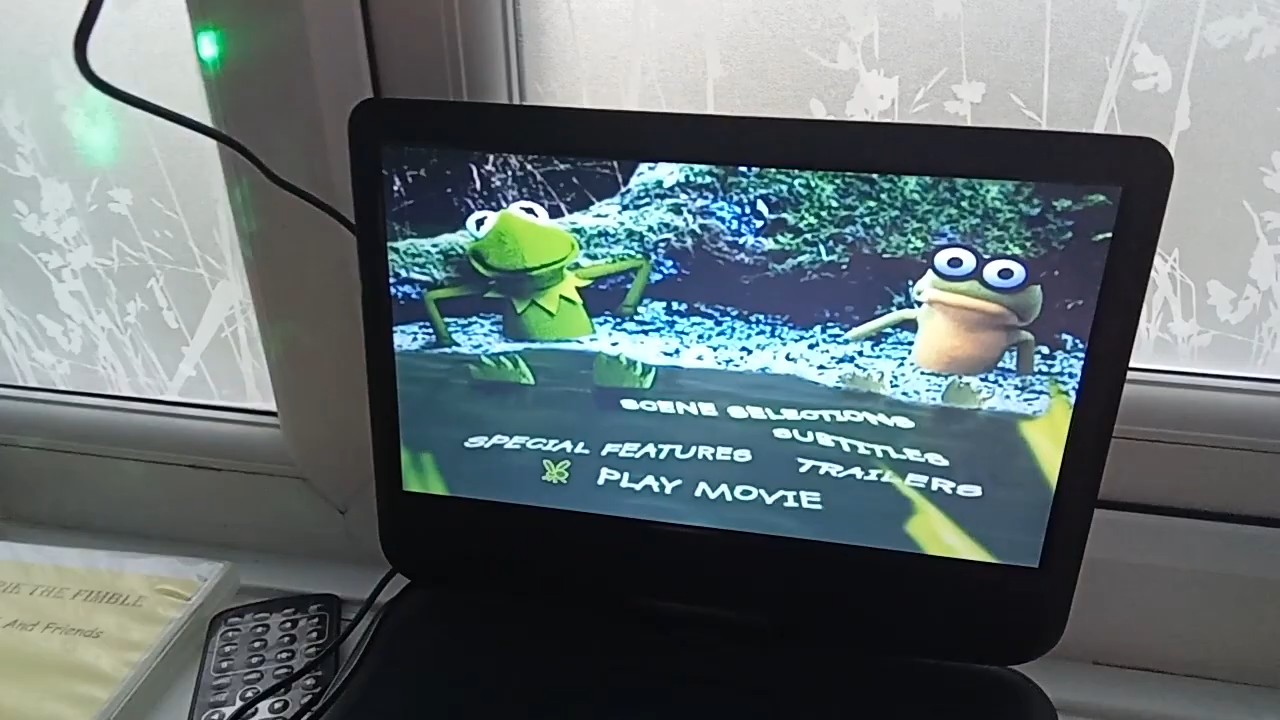 SCENE SELECTIONS
SUBTITLES
SPECIAL FEATURES
TRAILERS
PLAY MOVIE
THE FIMBLE
And Friends